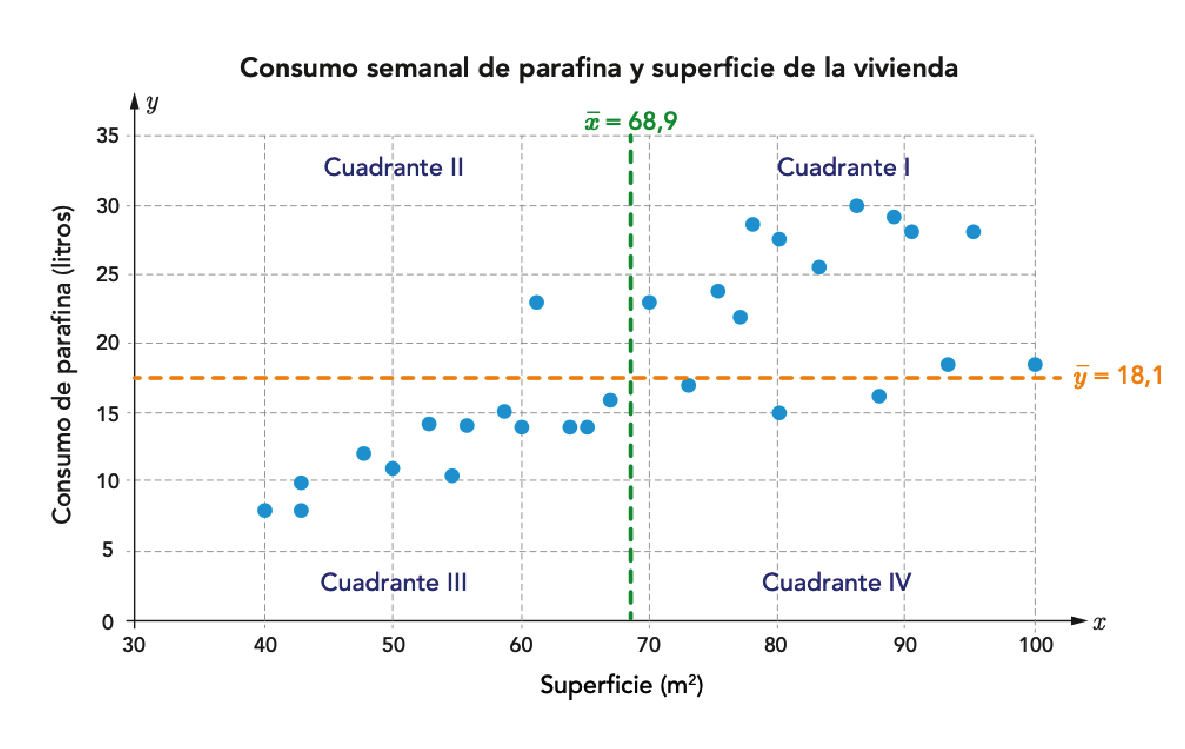 Consumo semanal de parafina y superficie de la vivienda
y
x̄ = 68,9
35
Cuadrante II
Cuadrante I
30
25
20
ȳ = 18,1
15
10
5
Cuadrante III
Cuadrante IV
0
x
30 40 50 60 70 80 90 100
Superficie (m²)
Consumo de parafina (litros)